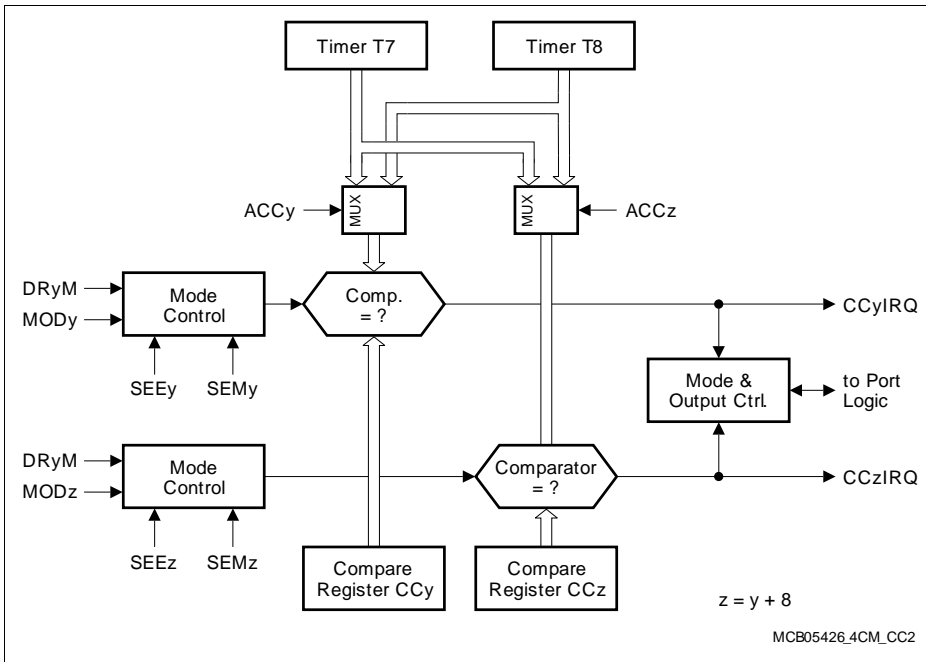 Timer T7
Timer T8
ACCy
MUX
MUX
ACCz
DRyM
MODy
Mode
Control
Comp.
= ?
CCyIRQ
SEEy
SEMy
Mode &
Output Ctrl.
to Port
Logic
DRyM
MODz
Mode
Control
Comparator
= ?
CCzIRQ
SEEz
SEMz
Compare
Register CCy
Compare
Register CCz
z = y + 8
MCB05426_4CM_CC2